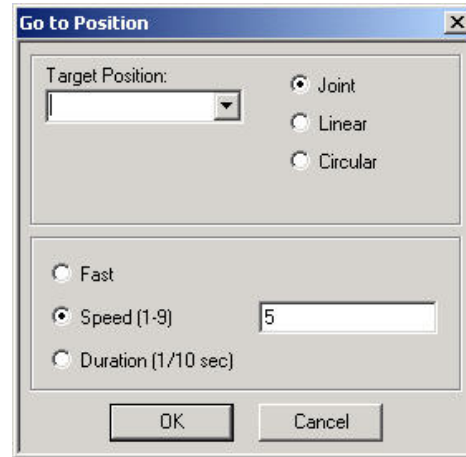 Go to Position
Target Position:
Joint
Linear
Circular
Fast
Speed (1-9)
5
Duration (1/10 sec)
OK
Cancel